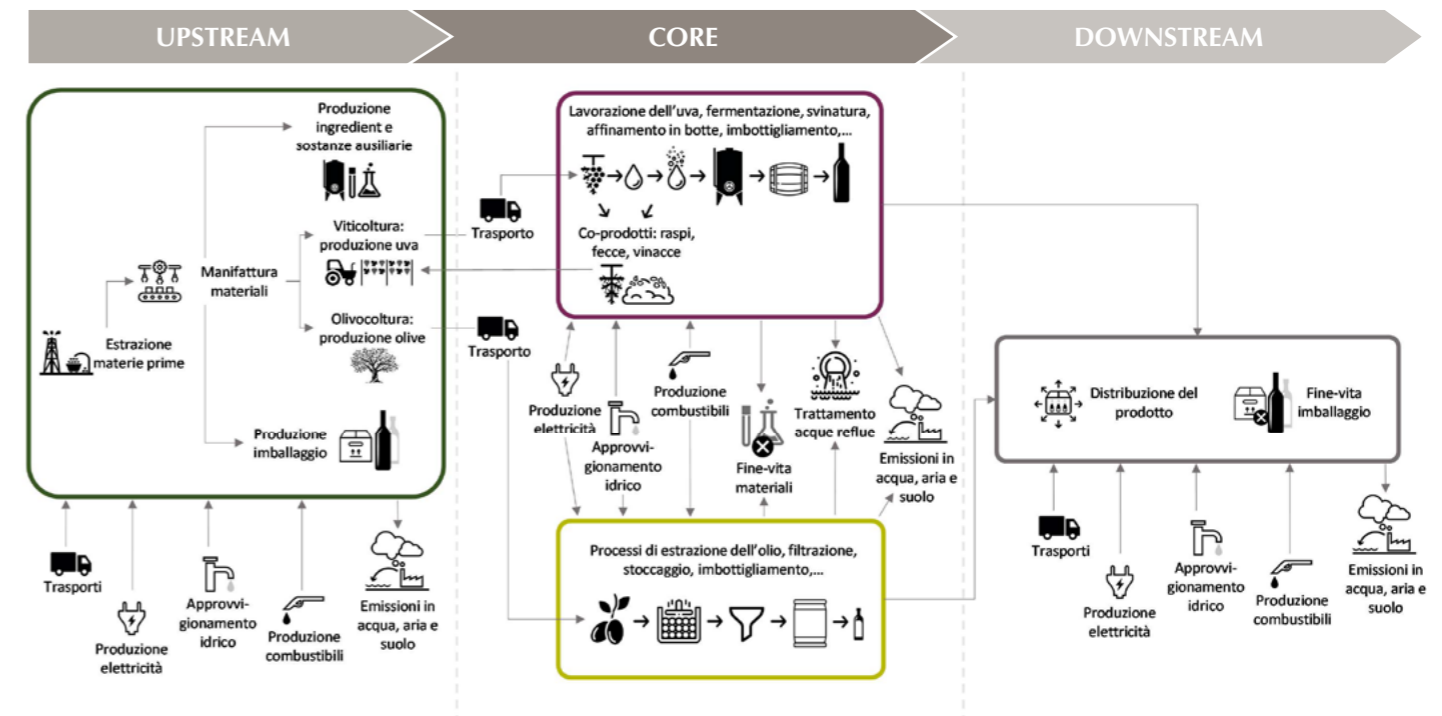 UPSTREAM
CORE
DOWNSTREAM
Produzione
ingredient e
sostanze ausiliarie
Viticoltura:
produzione uva
Manifattura
materiali
Olivocoltura:
produzione olive
Estrazione
materie prime
Produzione
imballaggio
Trasporti
Produzione
elettricità
Approvvi-
gionamento
idrico
Produzione
combustibili
Emissioni in
acqua, aria e
suolo
Trasporto
Trasporto
Lavorazione dell'uva, fermentazione, svinatura,
affinamento in botte, imbottigliamento,...
Co-prodotti: raspi,
fecce, vinacce
Produzione
elettricità
Approvvi-
gionamento
idrico
Produzione
combustibili
Fine-vita
materiali
Trattamento
acque reflue
Emissioni in
acqua, aria e
suolo
Processi di estrazione dell'olio, filtrazione,
stoccaggio, imbottigliamento,...
Distribuzione del
prodotto
Fine-vita
imballaggio
Trasporti
Produzione
elettricità
Approvvi-
gionamento
idrico
Produzione
combustibili
Emissioni in
acqua, aria e
suolo